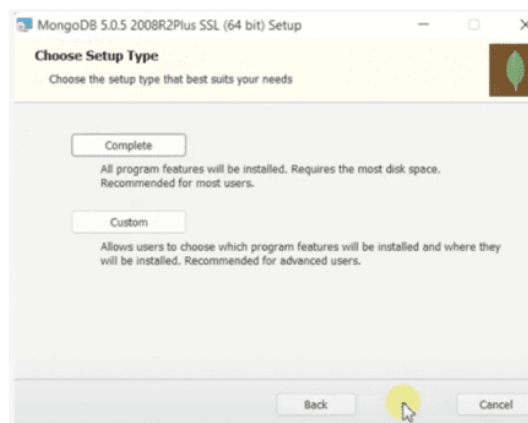 MongoDB 5.0.5 2008R2Plus SSL (64 bit) Setup
Choose Setup Type
Choose the setup type that best suits your needs
Complete
All program features will be installed. Requires the most disk space.
Recommended for most users.
Custom
Allows users to choose which program features will be installed and where they
will be installed. Recommended for advanced users.
Back
Cancel